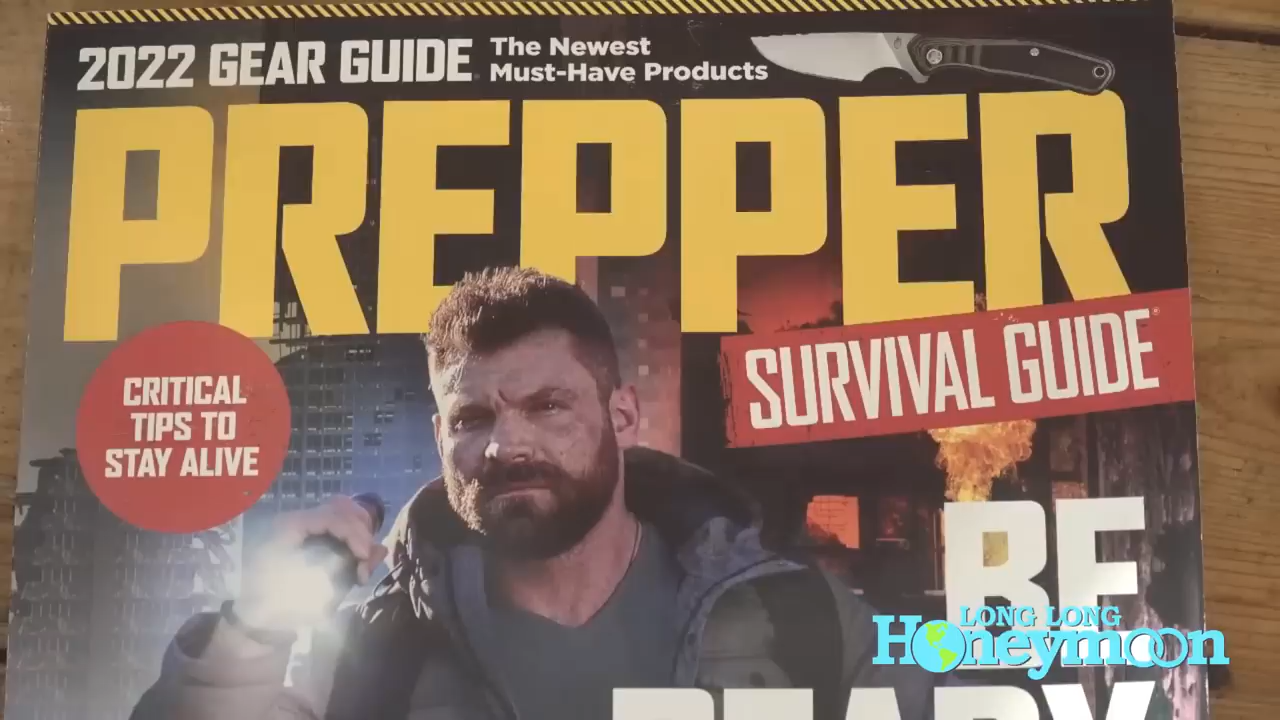 2022 GEAR GUIDE
The Newest
Must-Have Products
PREPPER
SURVIVAL GUIDE®
CRITICAL
TIPS TO
STAY ALIVE
BE
READY
LONG LONG
Honeymoon